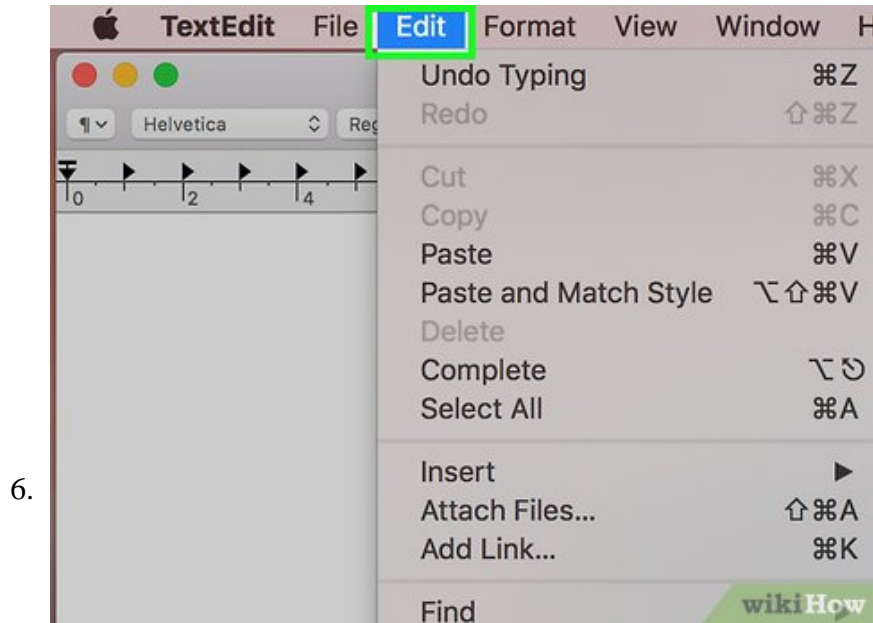 TextEdit File Edit Format View Window H
¶ Helvetica Reg
0 2 4
Undo Typing ⌘Z
Redo ⇧⌘Z
Cut ⌘X
Copy ⌘C
Paste ⌘V
Paste and Match Style ⌥⇧⌘V
Delete
Complete ⌥⎋
Select All ⌘A
6.
Insert ▶
Attach Files... ⇧⌘A
Add Link... ⌘K
Find
wikiHow